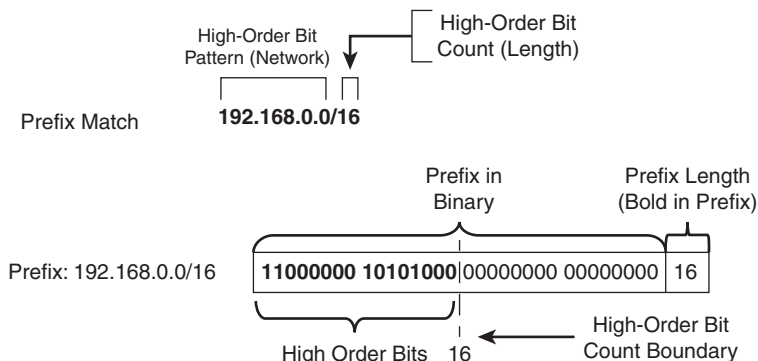 High-Order Bit
Pattern (Network)
High-Order Bit
Count (Length)
Prefix Match
192.168.0.0/16
Prefix in
Binary
Prefix Length
(Bold in Prefix)
Prefix: 192.168.0.0/16
11000000 10101000 00000000 00000000 16
High Order Bits
16
High-Order Bit
Count Boundary